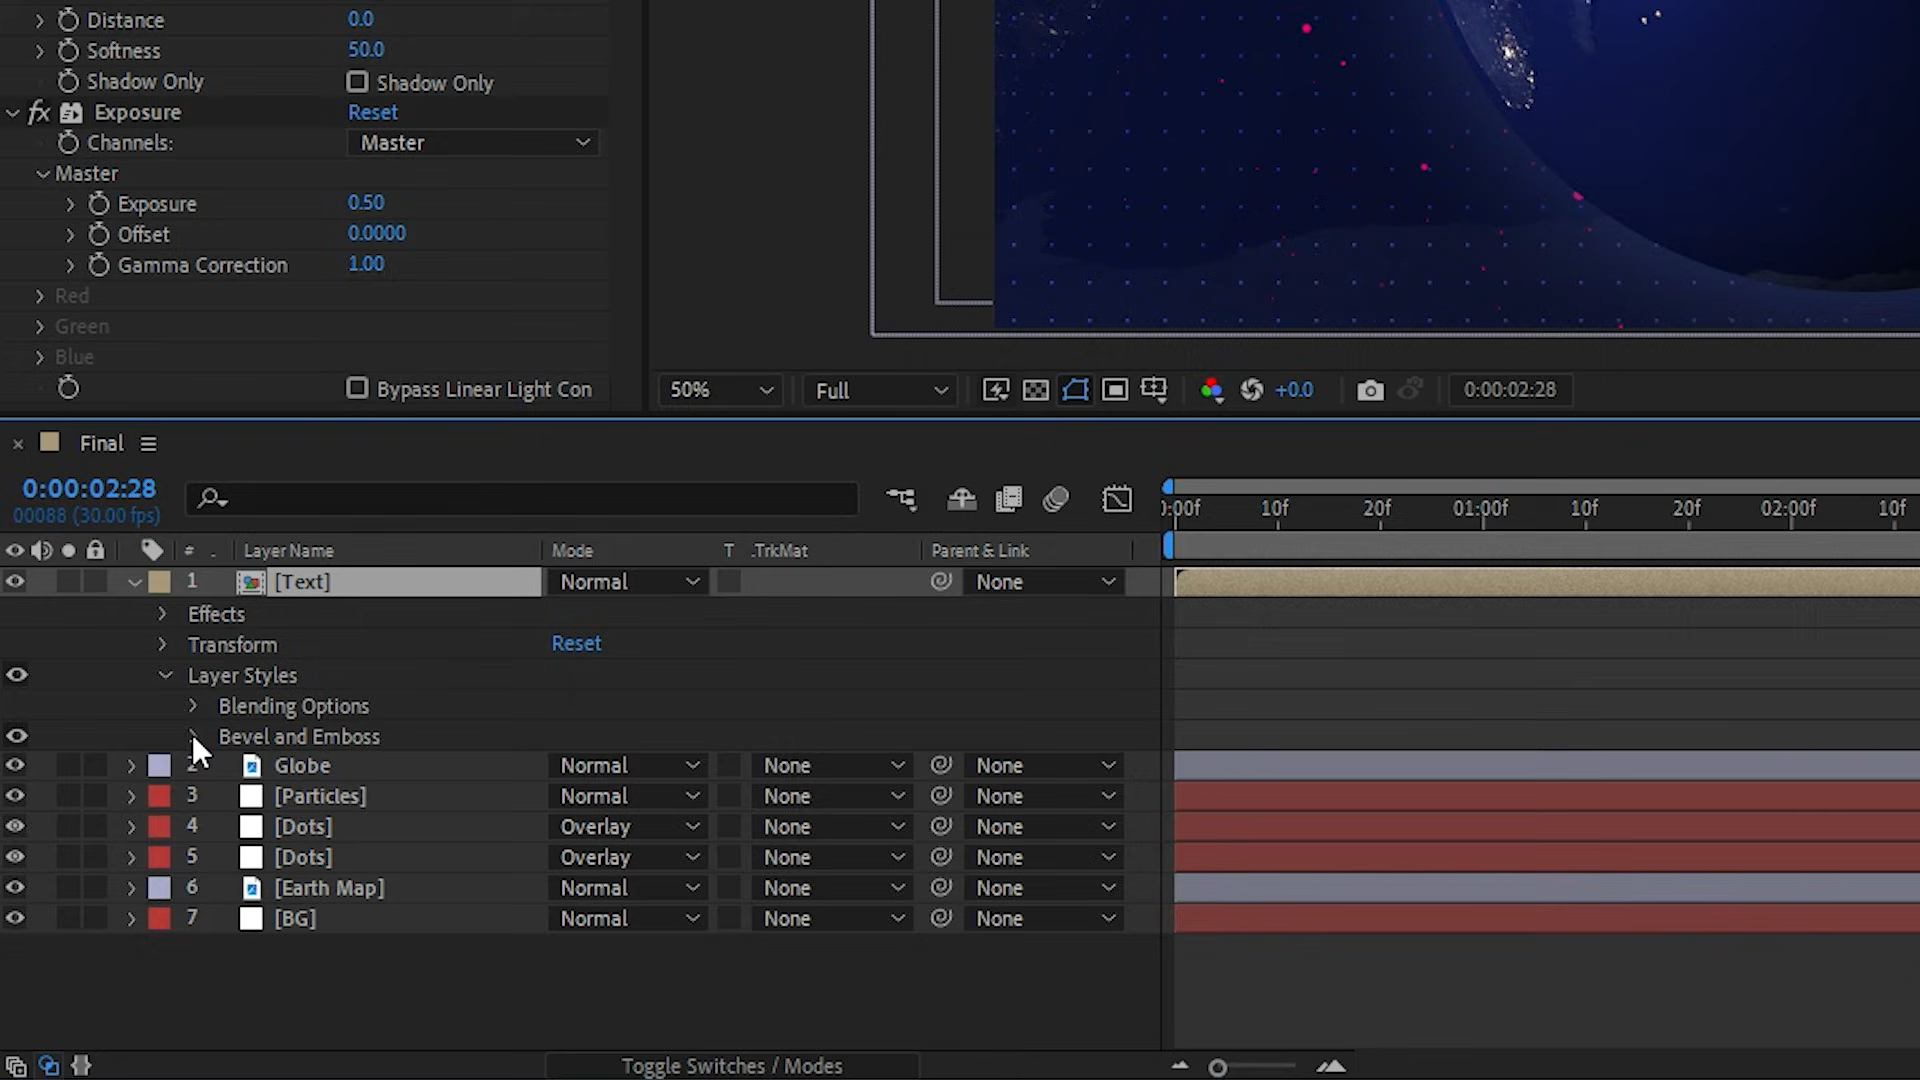 Distance 0.0
Softness 50.0
Shadow Only Shadow Only
fx Exposure Reset
Channels: Master
Master
Exposure 0.50
Offset 0.0000
Gamma Correction 1.00
Red
Green
Blue
Bypass Linear Light Con
50% Full +0.0 0:00:02:28
× Final
0:00:02:28
00088 (30.00 fps)
:00f 10f 20f 01:00f 10f 20f 02:00f 10f
# . Layer Name Mode T .TrkMat Parent & Link
1 [Text] Normal None
Effects
Transform Reset
Layer Styles
Blending Options
Bevel and Emboss
2 Globe Normal None None
3 [Particles] Normal None None
4 [Dots] Overlay None None
5 [Dots] Overlay None None
6 [Earth Map] Normal None None
7 [BG] Normal None None
Toggle Switches / Modes